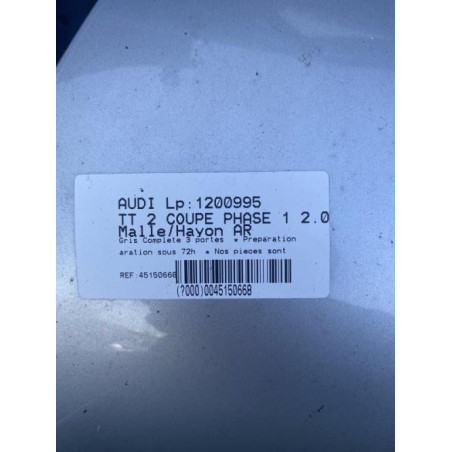 AUDI Lp:1200995
TT 2 COUPE PHASE 1 2.0
Malle/Hayon AR
Gris Complete 3 portes * Preparation
aration sous 72h * Nos pieces sont
REF:45150668
(?000)0045150668